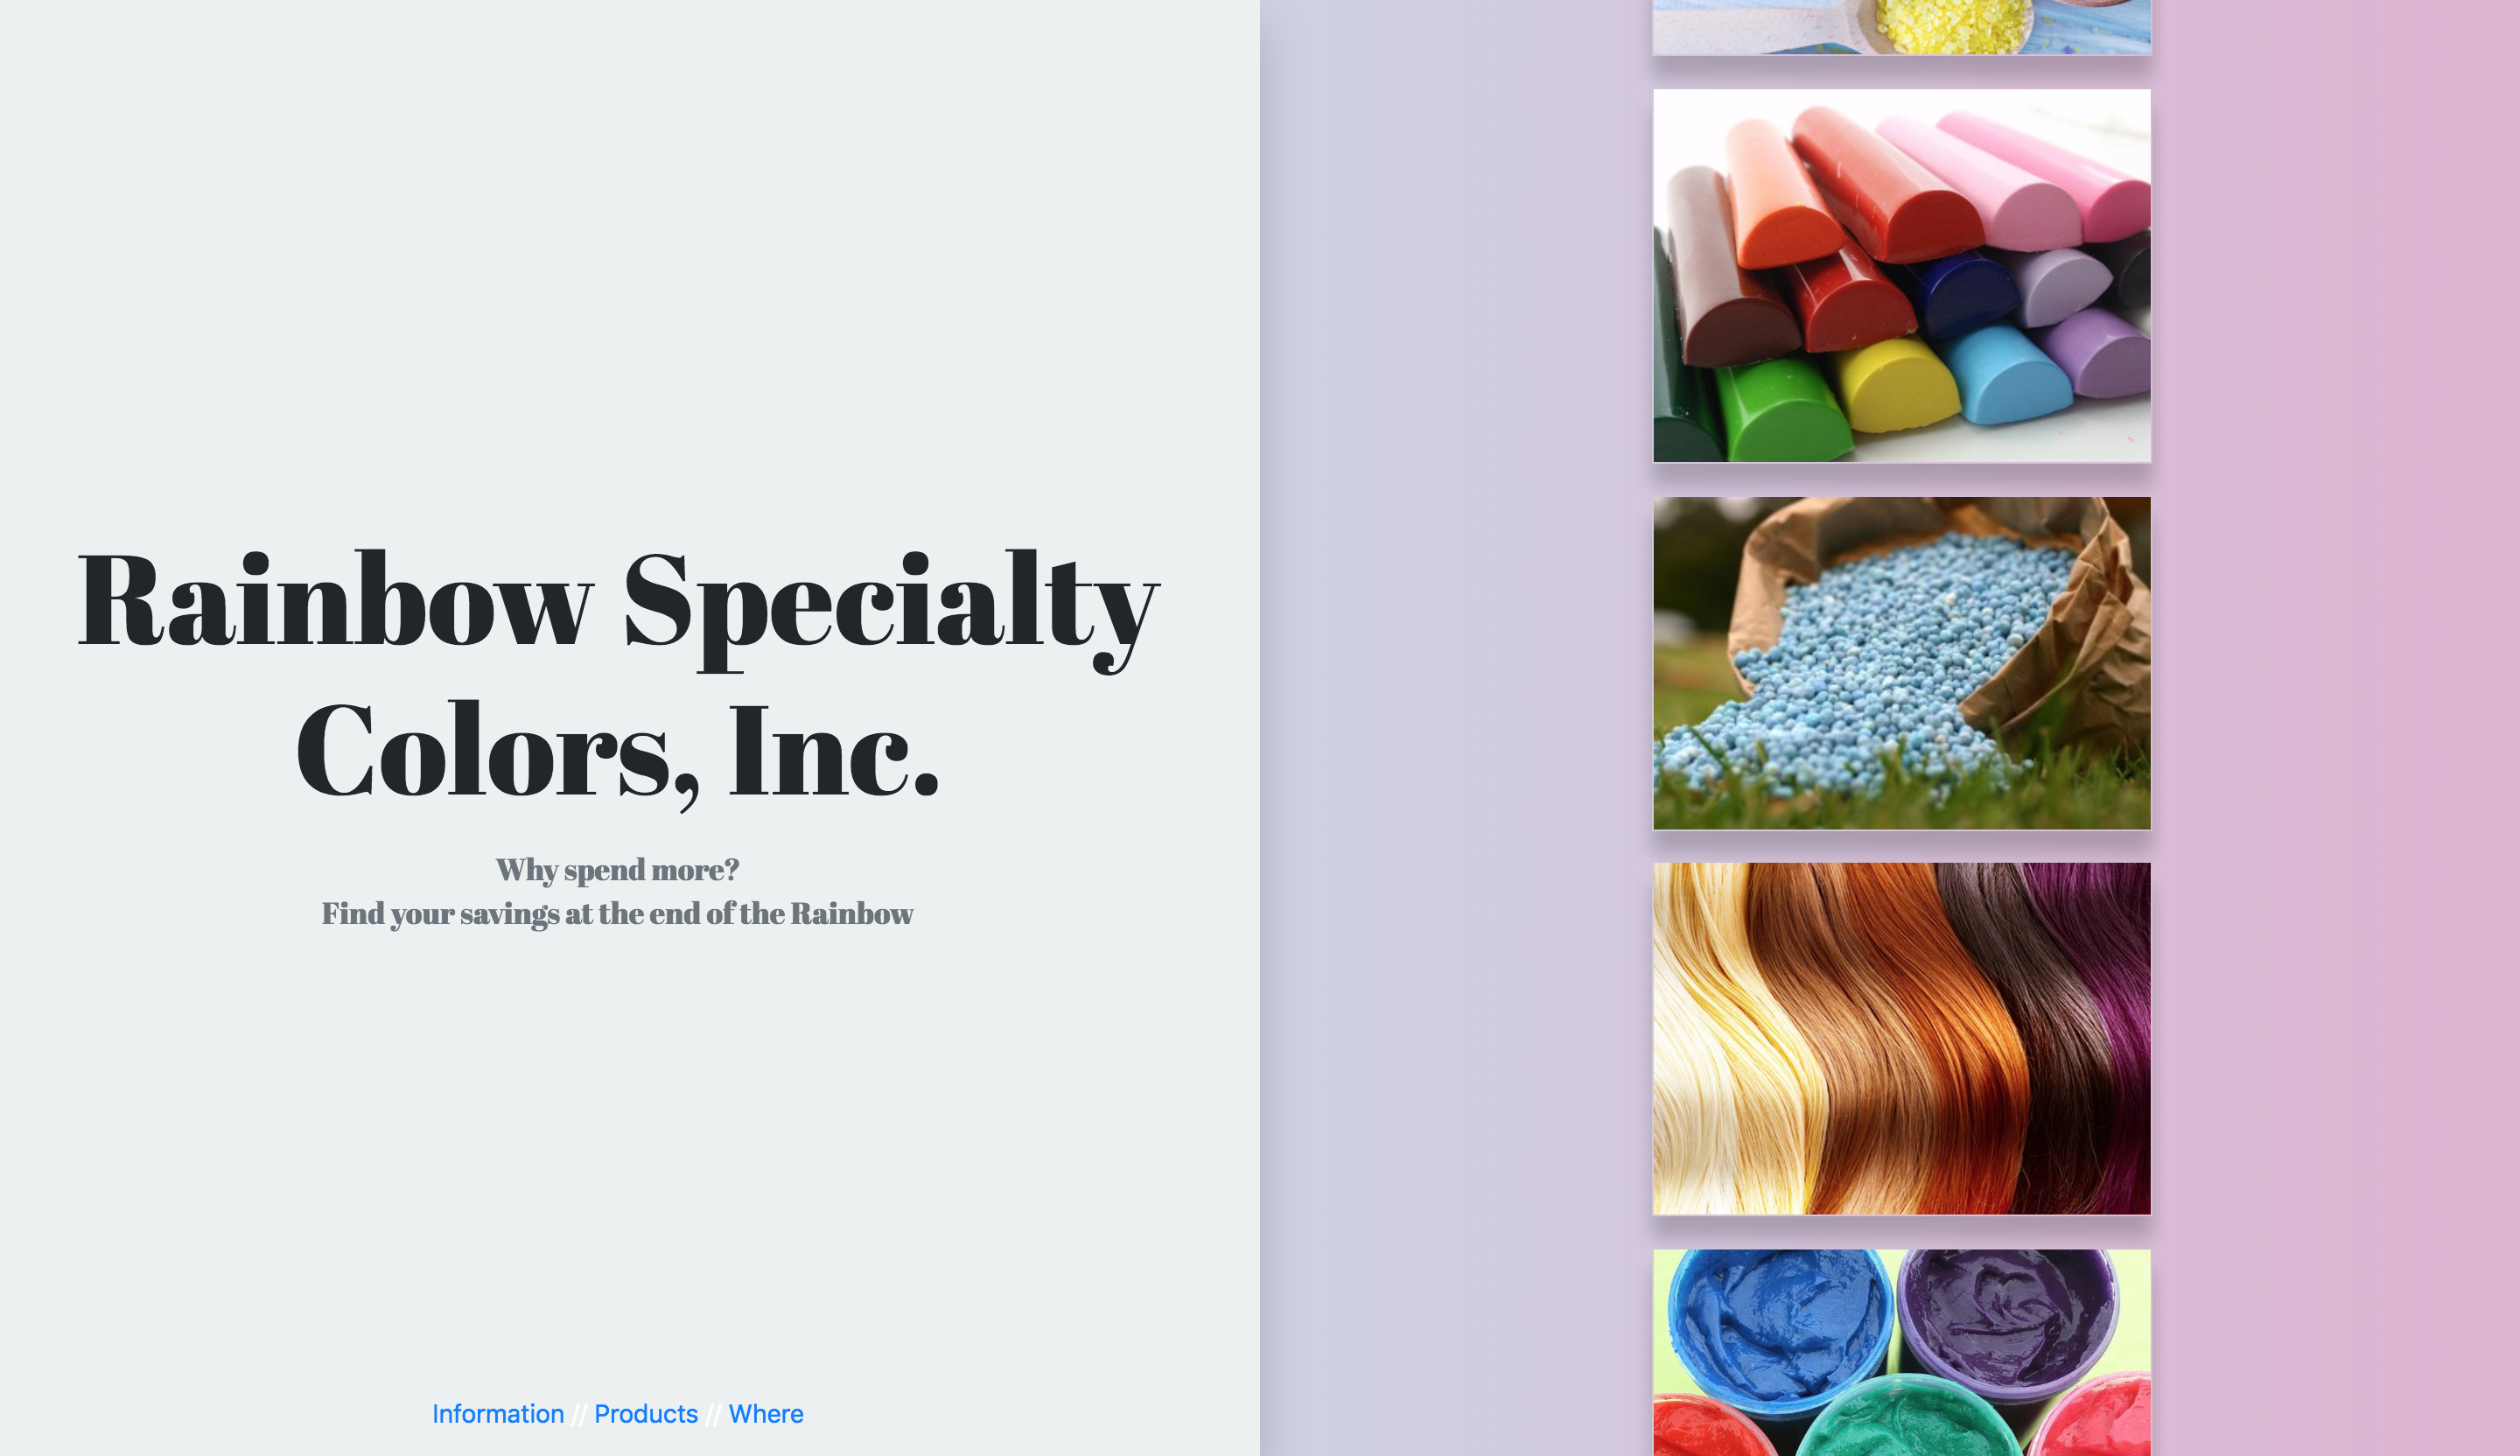 Rainbow Specialty
Colors, Inc.
Why spend more?
Find your savings at the end of the Rainbow
Information // Products // Where